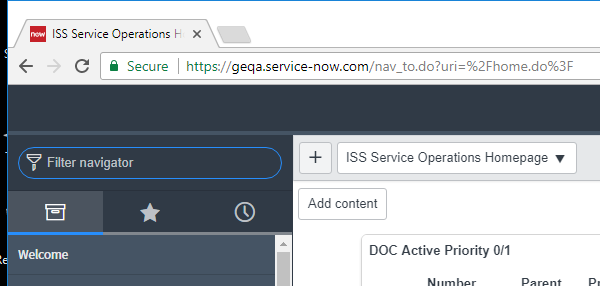 now ISS Service Operations H
Secure https://geqa.service-now.com/nav_to.do?uri=%2Fhome.do%3F
Filter navigator
ISS Service Operations Homepage
Add content
Welcome
DOC Active Priority 0/1
Number Parent